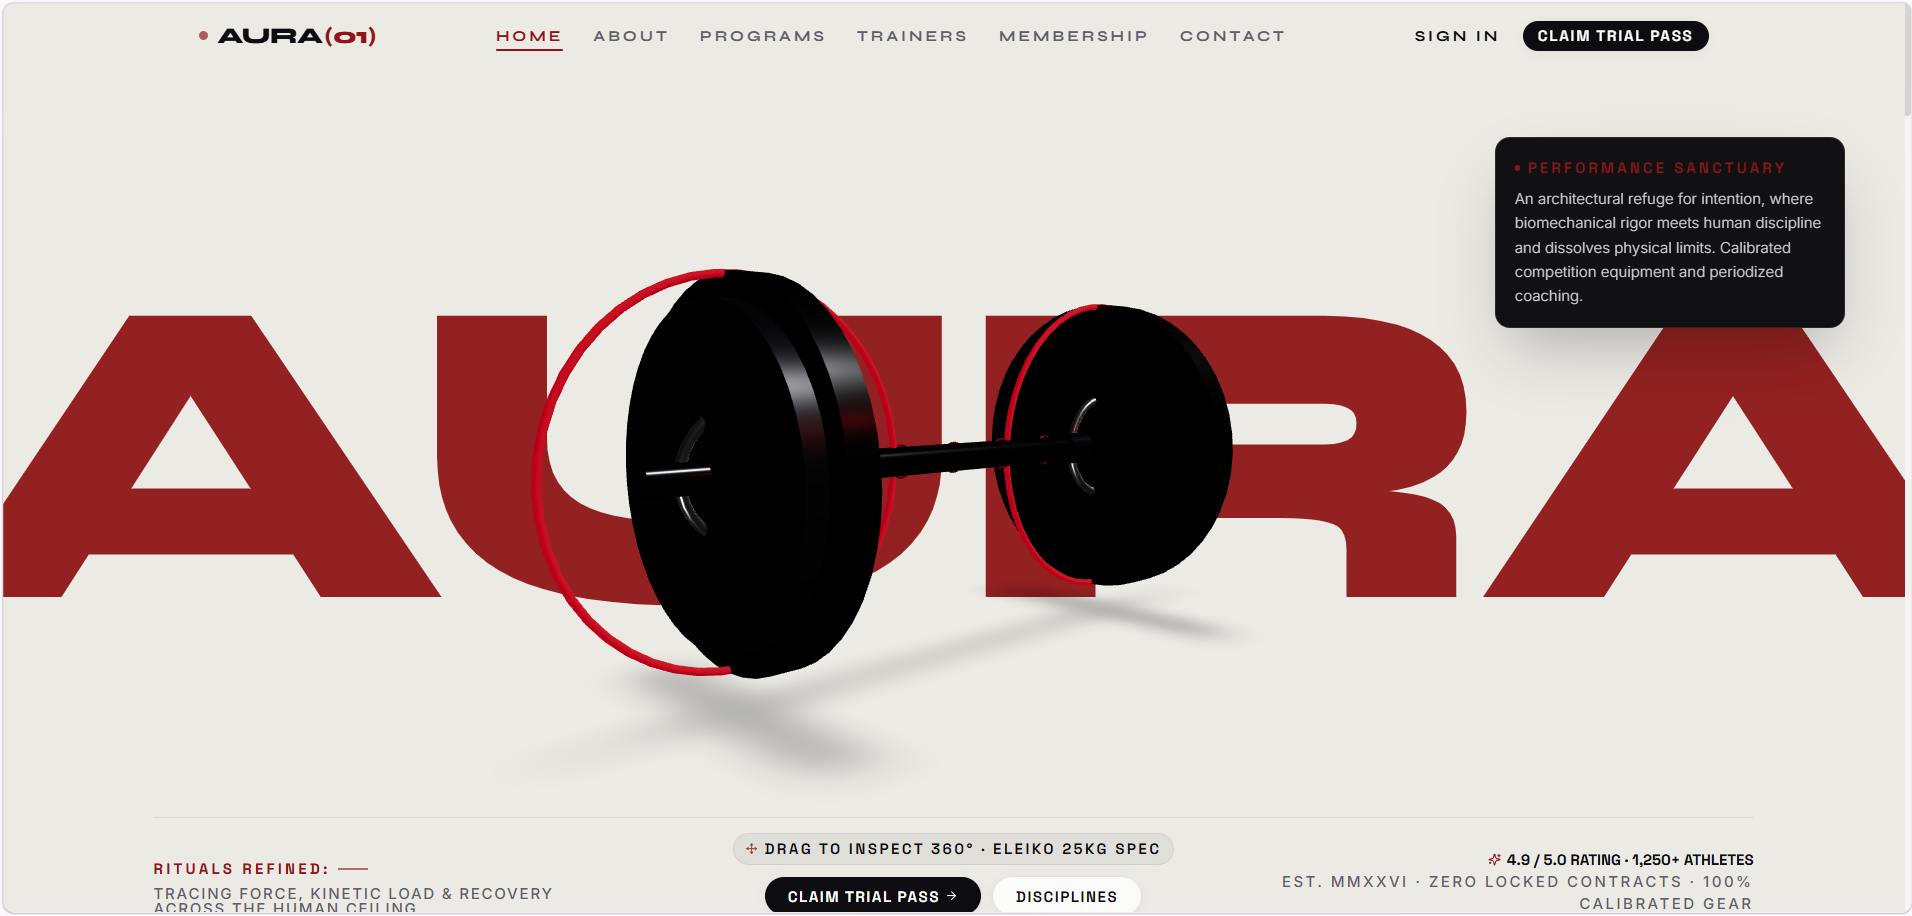 AURA(01)
HOME
ABOUT
PROGRAMS
TRAINERS
MEMBERSHIP
CONTACT
SIGN IN
CLAIM TRIAL PASS
PERFORMANCE SANCTUARY
An architectural refuge for intention, where
biomechanical rigor meets human discipline
and dissolves physical limits. Calibrated
competition equipment and periodized
coaching.
AURA
DRAG TO INSPECT 360° · ELEIKO 25KG SPEC
RITUALS REFINED:
TRACING FORCE, KINETIC LOAD & RECOVERY
ACROSS THE HUMAN CEILING
CLAIM TRIAL PASS →
DISCIPLINES
4.9 / 5.0 RATING · 1,250+ ATHLETES
EST. MMXXVI · ZERO LOCKED CONTRACTS · 100%
CALIBRATED GEAR